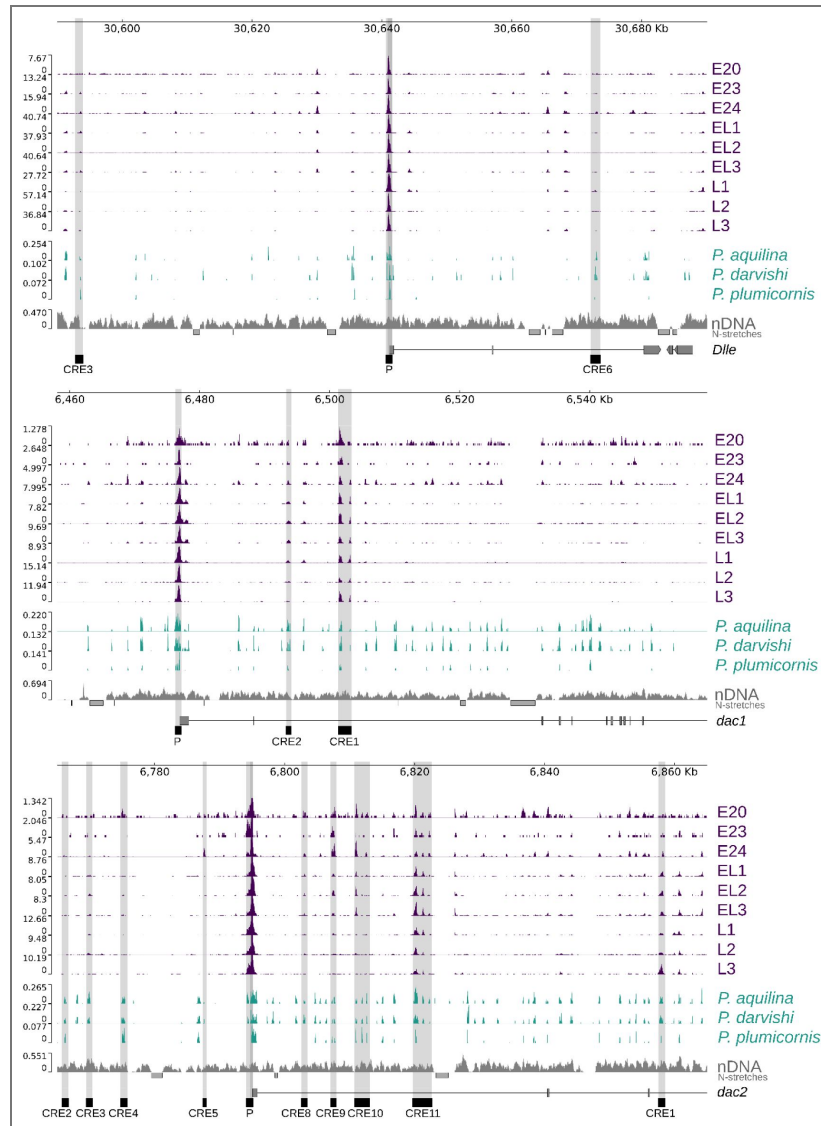 30,600 30,620 30,640 30,660 30,680 Kb
7.67
0
E20
13.24
0
E23
15.94
0
E24
40.74
0
EL1
37.93
0
EL2
40.64
0
EL3
27.72
0
L1
57.14
0
L2
36.84
0
L3
0.254
0
P. aquilina
0.102
0
P. darvishi
0.072
0
P. plumicornis
0.470
0
nDNA
N-stretches
Dlle
CRE3 P CRE6
6,460 6,480 6,500 6,520 6,540 Kb
1.278
0
E20
2.648
0
E23
4.997
0
E24
7.995
0
EL1
7.82
0
EL2
9.69
0
EL3
8.93
0
L1
15.14
0
L2
11.94
0
L3
0.220
0
P. aquilina
0.132
0
P. darvishi
0.141
0
P. plumicornis
0.694
0
nDNA
N-stretches
dac1
P CRE2 CRE1
6,780 6,800 6,820 6,840 6,860 Kb
1.342
0
E20
2.046
0
E23
5.47
0
E24
8.76
0
EL1
8.05
0
EL2
8.3
0
EL3
12.66
0
L1
9.48
0
L2
10.19
0
L3
0.265
0
P. aquilina
0.227
0
P. darvishi
0.077
0
P. plumicornis
0.551
0
nDNA
N-stretches
dac2
CRE2 CRE3 CRE4 CRE5 P CRE8 CRE9 CRE10 CRE11 CRE1